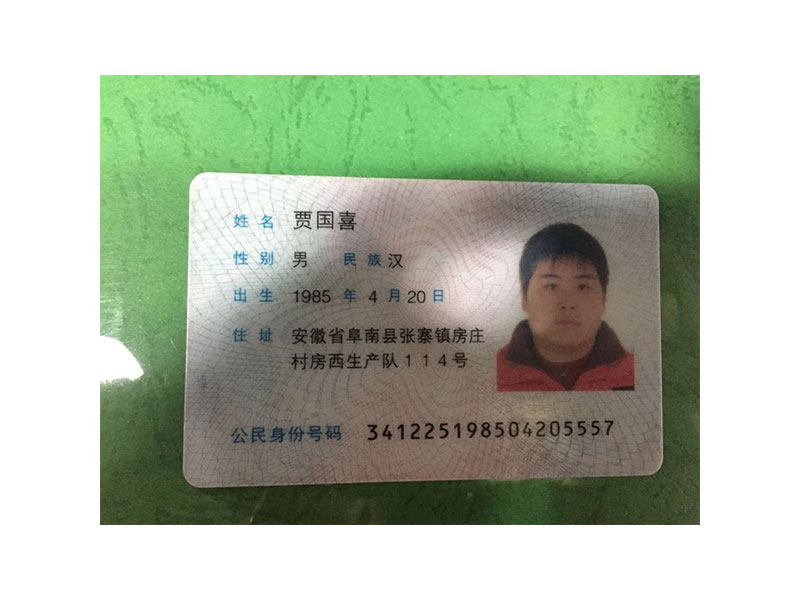 姓名 贾国喜
性别 男 民族 汉
出生 1985 年 4 月 20 日
住址 安徽省阜南县张寨镇房庄
村房西生产队114号
公民身份号码 341225198504205557